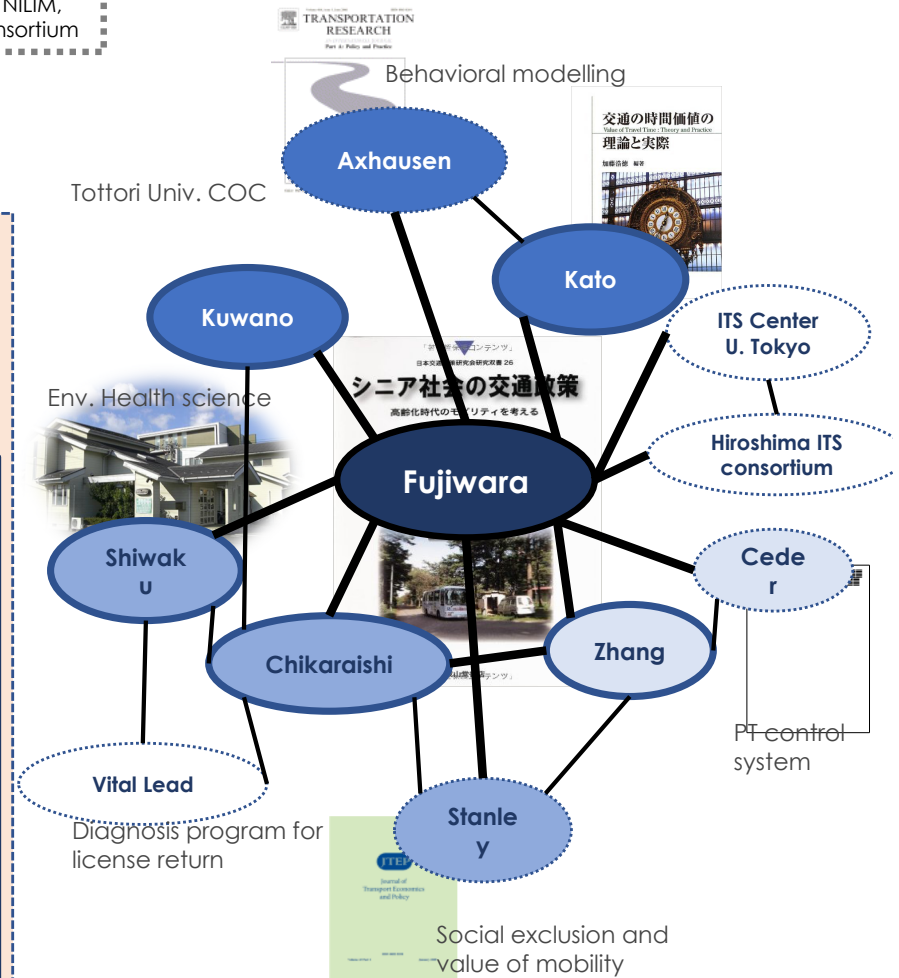 NILIM,
nsortium
TRANSPORTATION
RESEARCH
Part A: Policy and Practice
Behavioral modelling
交通の時間価値の
Value of Travel Time : Theory and Practice
理論と実際
加藤浩徳 編著
Axhausen
Tottori Univ. COC
Kato
Kuwano
ITS Center
U. Tokyo
日本交通政策研究会研究双書 26
シニア社会の交通政策
高齢化時代のモビリティを考える
Env. Health science
Hiroshima ITS
consortium
Fujiwara
Shiwak
u
Cede
r
Chikaraishi
Zhang
PT control
system
Vital Lead
Stanle
y
Diagnosis program for
license return
JTEP
Journal of
Transport Economics
and Policy
Social exclusion and
value of mobility